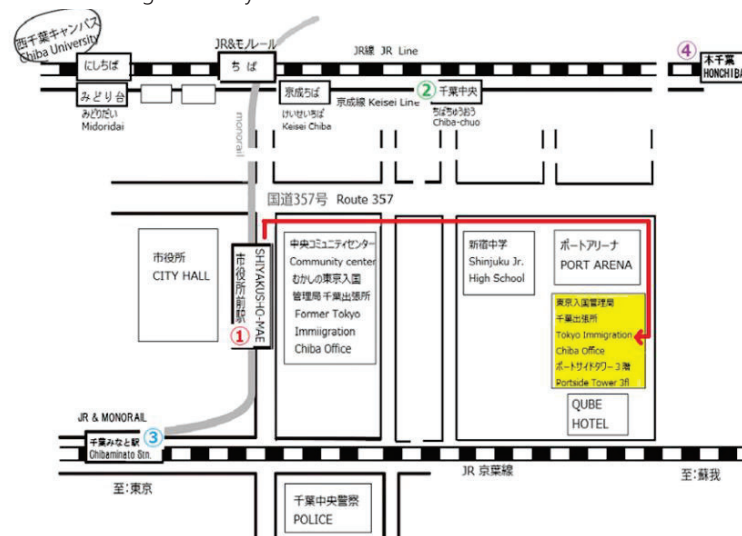 西千葉キャンパス
Chiba University
にしちば
JR&モノレール
ちば
JR線 JR Line
④
本千葉
HONCHIBA
みどり台
みどりだい
Midoridai
京成ちば
けいせいちば
Keisei Chiba
京成線 Keisei Line
②
千葉中央
ちばちゅうおう
Chiba-chuo
monorail
国道357号 Route 357
市役所
CITY HALL
市役所前駅
SHIYAKUSHO-MAE
①
中央コミュニティセンター
Community center
むかしの東京入国
管理局千葉出張所
Former Tokyo
Immiigration
Chiba Office
新宿中学
Shinjuku Jr.
High School
ポートアリーナ
PORT ARENA
東京入国管理局
千葉出張所
Tokyo Immigration
Chiba Office
ポートサイドタワー3階
Portside Tower 3fl
QUBE
HOTEL
JR & MONORAIL
千葉みなと駅
Chibaminato Stn.
③
至:東京
JR 京葉線
至:蘇我
千葉中央警察
POLICE